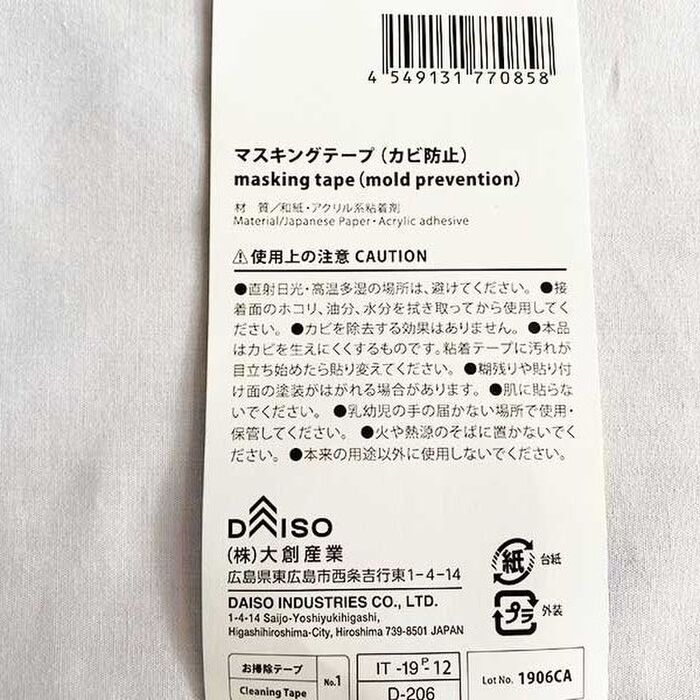 4 549131 770858
マスキングテープ（カビ防止）
masking tape（mold prevention）
材　質／和紙・アクリル系粘着剤
Material/Japanese Paper・Acrylic adhesive
⚠使用上の注意 CAUTION
●直射日光・高温多湿の場所は、避けてください。●接
着面のホコリ、油分、水分を拭き取ってから使用してく
ださい。●カビを除去する効果はありません。●本品
はカビを生えにくくするものです。粘着テープに汚れが
目立ち始めたら貼り変えてください。●糊残りや貼り付
け面の塗装がはがれる場合があります。●肌に貼らな
いでください。●乳幼児の手の届かない場所で使用・
保管してください。●火や熱源のそばに置かないでく
ださい。●本来の用途以外に使用しないでください。
DAISO
（株）大創産業
広島県東広島市西条吉行東1-4-14
DAISO INDUSTRIES CO., LTD.
1-4-14 Saijo-Yoshiyukihigashi,
Higashihiroshima-City, Hiroshima 739-8501 JAPAN
紙 台紙
プラ 外装
お掃除テープ
Cleaning Tape
No.1
IT -19 P. 12
D-206
Lot No. 1906CA